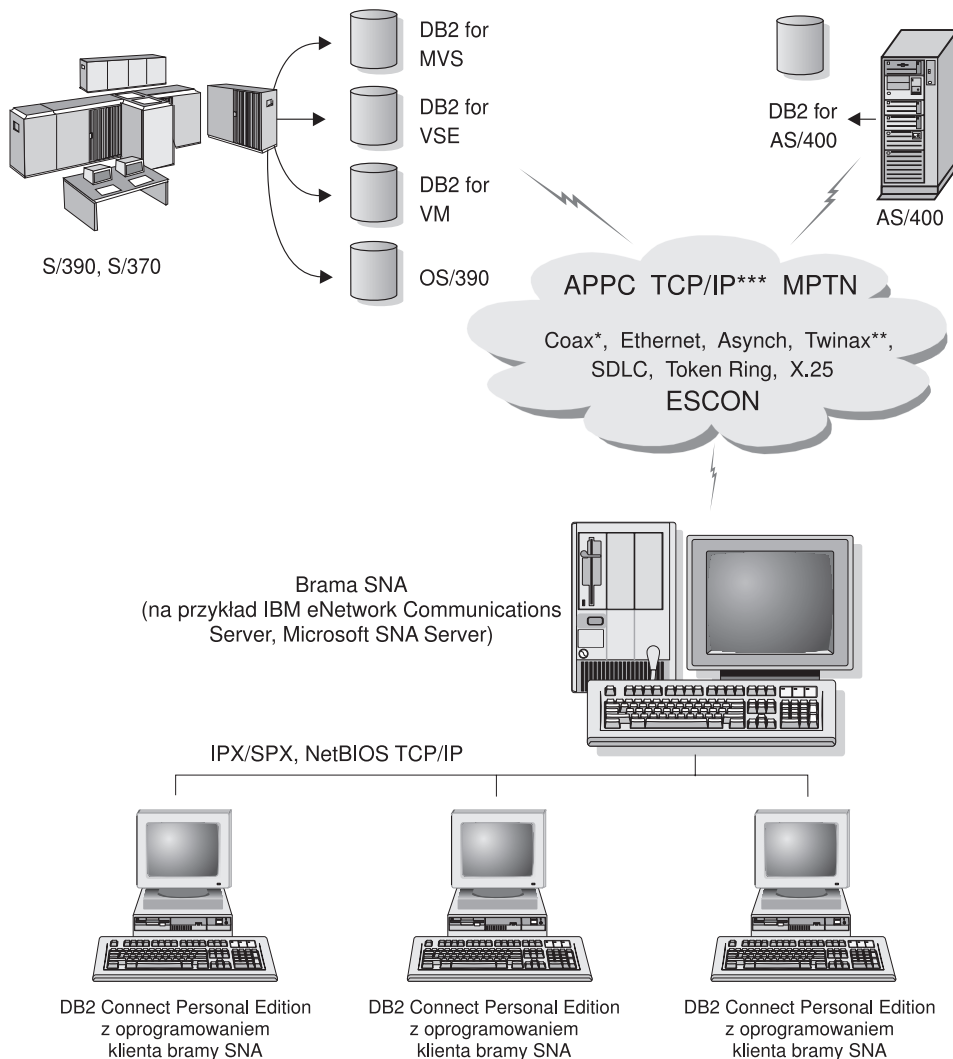 DB2 for
MVS
DB2 for
VSE
DB2 for
VM
OS/390
S/390, S/370
DB2 for
AS/400
AS/400
APPC TCP/IP*** MPTN
Coax*, Ethernet, Asynch, Twinax**,
SDLC, Token Ring, X.25
ESCON
Brama SNA
(na przykład IBM eNetwork Communications
Server, Microsoft SNA Server)
IPX/SPX, NetBIOS TCP/IP
DB2 Connect Personal Edition
z oprogramowaniem
klienta bramy SNA
DB2 Connect Personal Edition
z oprogramowaniem
klienta bramy SNA
DB2 Connect Personal Edition
z oprogramowaniem
klienta bramy SNA